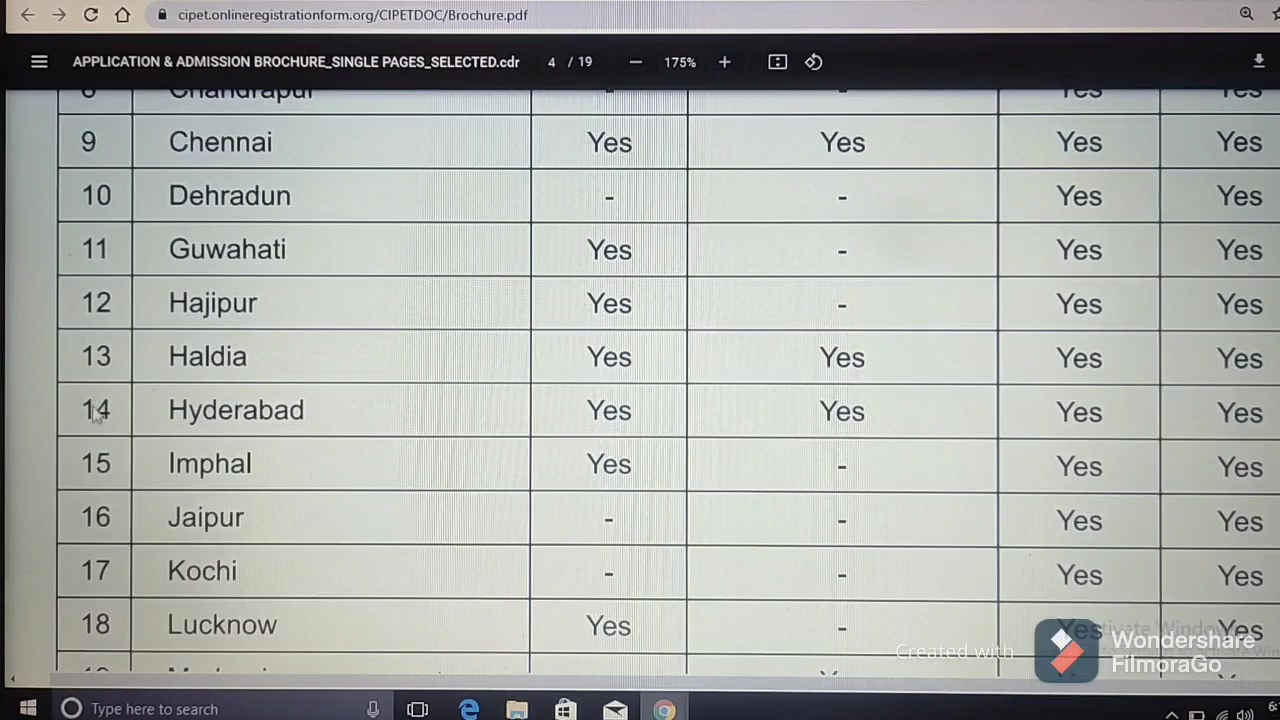 cipet.onlineregistrationform.org/CIPETDOC/Brochure.pdf
APPLICATION & ADMISSION BROCHURE_SINGLE PAGES_SELECTED.cdr 4 / 19 175%
8 Chandrapur - - Yes Yes
9 Chennai Yes Yes Yes Yes
10 Dehradun - - Yes Yes
11 Guwahati Yes - Yes Yes
12 Hajipur Yes - Yes Yes
13 Haldia Yes Yes Yes Yes
14 Hyderabad Yes Yes Yes Yes
15 Imphal Yes - Yes Yes
16 Jaipur - - Yes Yes
17 Kochi - - Yes Yes
18 Lucknow Yes - Yes Yes
Created with Wondershare
FilmoraGo
Type here to search